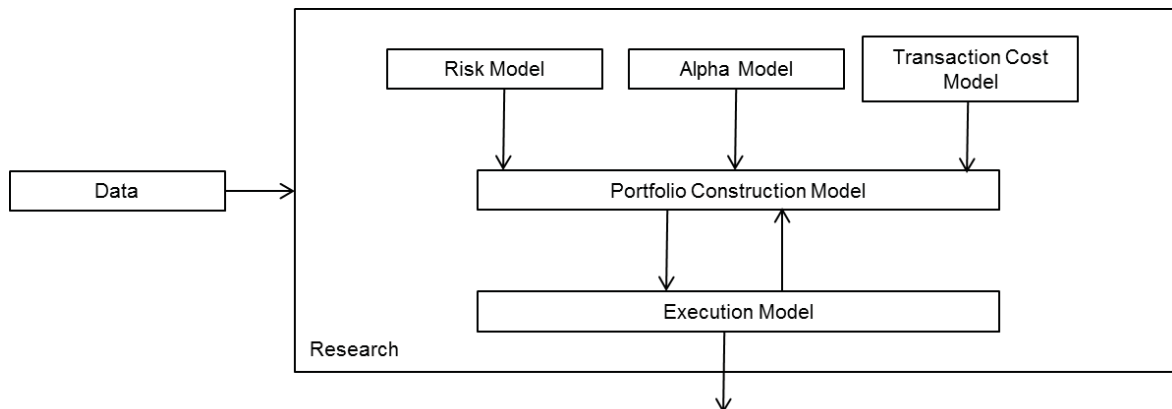 Risk Model
Alpha Model
Transaction Cost
Model
Data
Portfolio Construction Model
Execution Model
Research